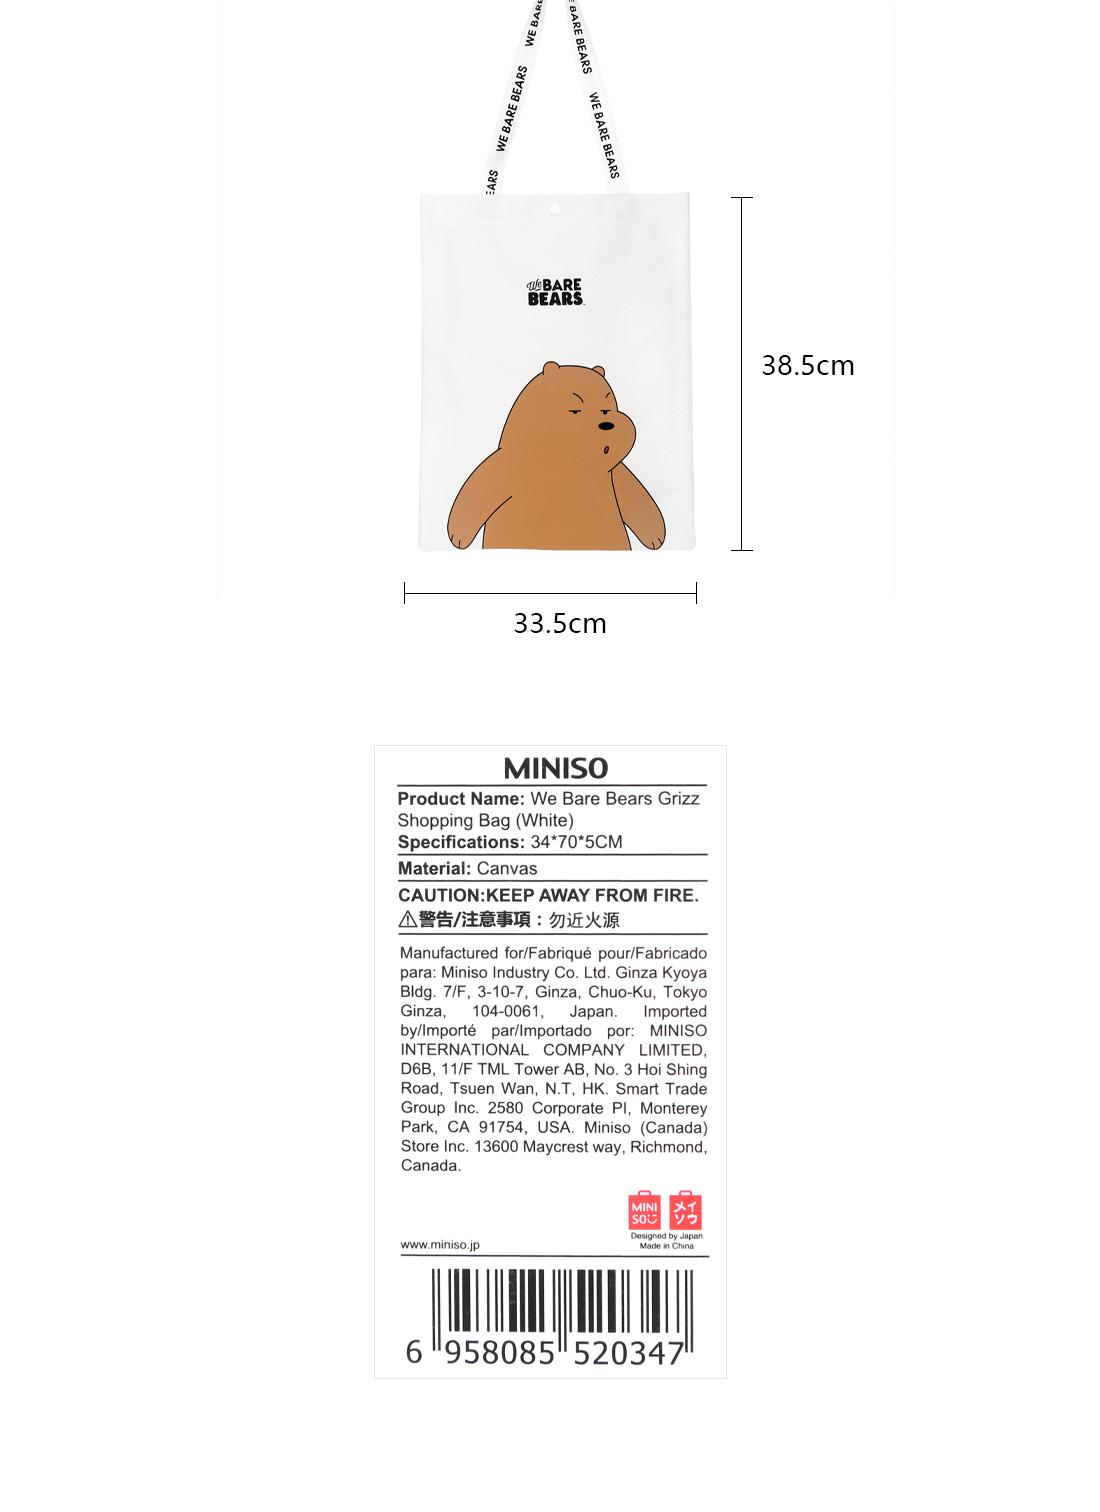 WE BARE
BARE BEARS
WE BARE BEARS
WE BARE BEARS
EARS
We BARE
BEARS
38.5cm
33.5cm
MINISO
Product Name: We Bare Bears Grizz
Shopping Bag (White)
Specifications: 34*70*5CM
Material: Canvas
CAUTION:KEEP AWAY FROM FIRE.
⚠警告/注意事項：勿近火源
Manufactured for/Fabriqué pour/Fabricado
para: Miniso Industry Co. Ltd. Ginza Kyoya
Bldg. 7/F, 3-10-7, Ginza, Chuo-Ku, Tokyo
Ginza, 104-0061, Japan. Imported
by/Importé par/Importado por: MINISO
INTERNATIONAL COMPANY LIMITED,
D6B, 11/F TML Tower AB, No. 3 Hoi Shing
Road, Tsuen Wan, N.T, HK. Smart Trade
Group Inc. 2580 Corporate Pl, Monterey
Park, CA 91754, USA. Miniso (Canada)
Store Inc. 13600 Maycrest way, Richmond,
Canada.
MINI
SO
メイ
ソウ
Designed by Japan
Made in China
www.miniso.jp
6 958085 520347